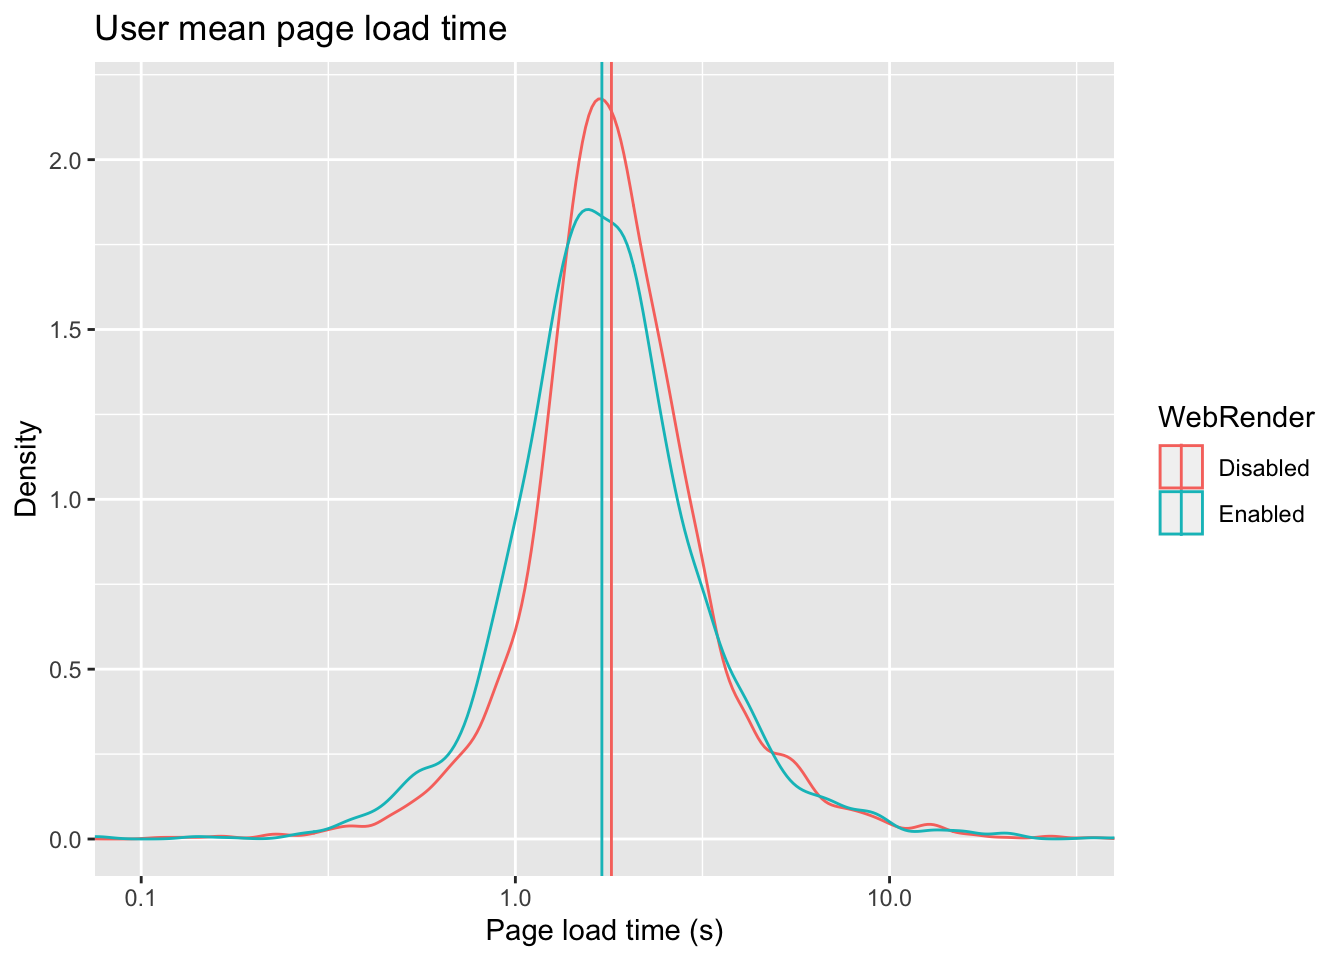 User mean page load time
2.0
1.5
1.0
0.5
0.0
Density
0.1
1.0
10.0
Page load time (s)
WebRender
Disabled
Enabled